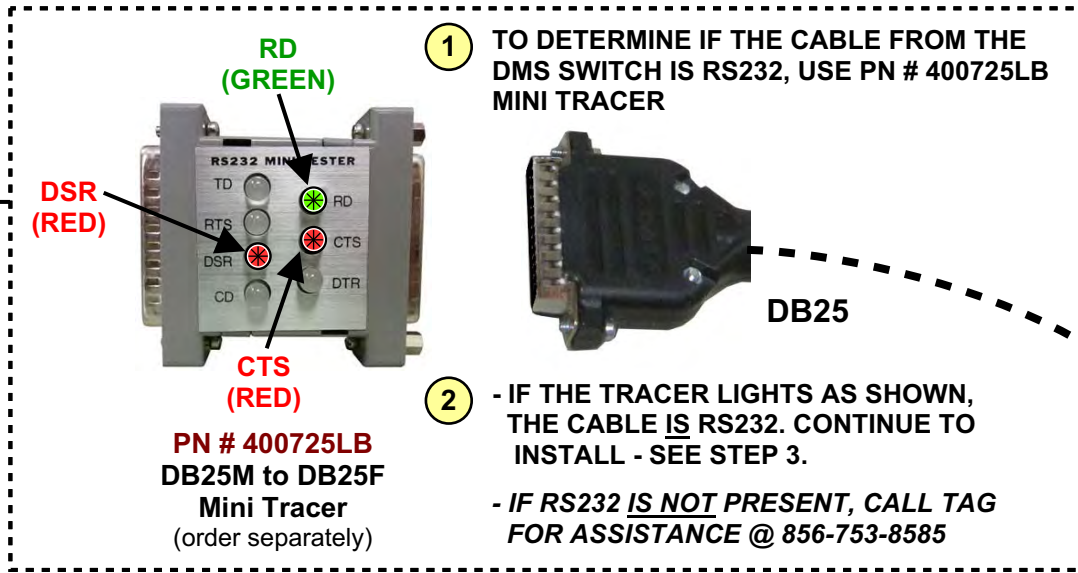 RD
(GREEN)
DSR
(RED)
RS232 MINI TESTER
TD
RD
RTS
CTS
DSR
DTR
CD
CTS
(RED)
PN # 400725LB
DB25M to DB25F
Mini Tracer
(order separately)
1
TO DETERMINE IF THE CABLE FROM THE
DMS SWITCH IS RS232, USE PN # 400725LB
MINI TRACER
DB25
2
- IF THE TRACER LIGHTS AS SHOWN,
THE CABLE IS RS232. CONTINUE TO
INSTALL - SEE STEP 3.
- IF RS232 IS NOT PRESENT, CALL TAG
FOR ASSISTANCE @ 856-753-8585